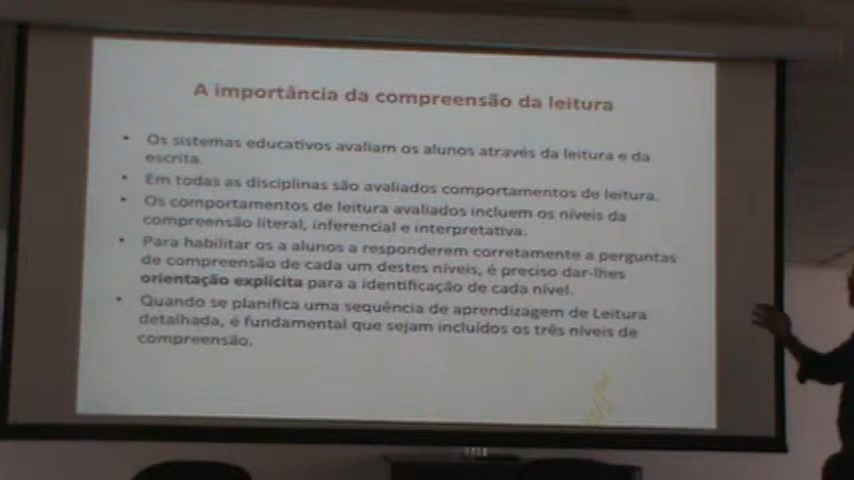 A importância da compreensão da leitura
• Os sistemas educativos avaliam os alunos através da leitura e da
escrita.
• Em todas as disciplinas são avaliados comportamentos de leitura.
• Os comportamentos de leitura avaliados incluem os níveis da
compreensão literal, inferencial e interpretativa.
• Para habilitar os a alunos a responderem corretamente a perguntas
de compreensão de cada um destes níveis, é preciso dar-lhes
orientação explícita para a identificação de cada nível.
• Quando se planifica uma sequência de aprendizagem de Leitura
detalhada, é fundamental que sejam incluídos os três níveis de
compreensão.